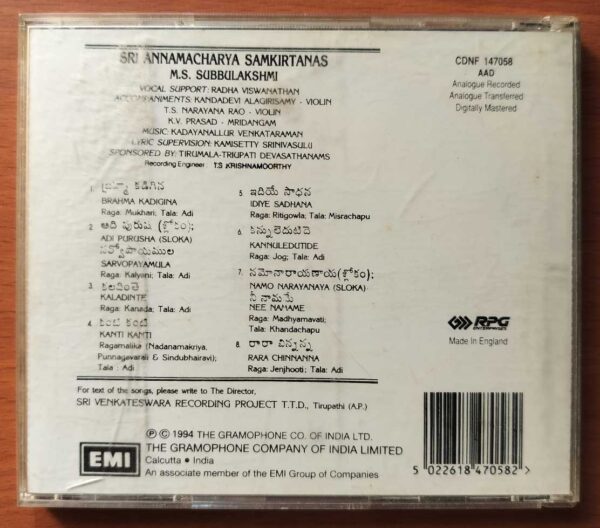 SRI ANNAMACHARYA SAMKIRTANAS
M.S. SUBBULAKSHMI
VOCAL SUPPORT: RADHA VISWANATHAN
ACCOMPANIMENTS: KANDADEVI ALAGIRISAMY - VIOLIN
T.S. NARAYANA RAO - VIOLIN
K.V. PRASAD - MRIDANGAM
MUSIC: KADAYANALLUR VENKATARAMAN
LYRIC SUPERVISION: KAMISETTY SRINIVASULU
SPONSORED BY: TIRUMALA-TIRUPATI DEVASATHANAMS
Recording Engineer T.S KRISHNAMOORTHY
CDNF 147058
AAD
Analogue Recorded
Analogue Transferred
Digitally Mastered
1. బ్రహ్మ కడిగిన
BRAHMA KADIGINA
Raga: Mukhari; Tala: Adi
2. ఆది పురుష (శ్లోకం);
ADI PURUSHA (SLOKA)
సర్వోపాయముల
SARVOPAYAMULA
Raga: Kalyani; Tala: Adi
3. కలదింతె
KALADINTE
Raga: Kanada; Tala: Adi
4. కంటి కంటి
KANTI KANTI
Ragamalika (Nadanamakriya,
Punnagavarali & Sindhubhairavi);
Tala : Adi
5. ఇదియే సాధన
IDIYE SADHANA
Raga: Ritigowla; Tala: Misrachapu
6. కన్నులెదుటిదె
KANNULEDUTIDE
Raga: Jog; Tala: Adi
7. నమోనారాయణాయ(శ్లోకం);
NAMO NARAYANAYA (SLOKA)
నీ నామమే
NEE NAMAME
Raga: Madhyamavati;
Tala: Khandachapu
8. రారా చిన్నన్న
RARA CHINNANNA
Raga: Jenjhooti; Tala: Adi
RPG
ENTERPRISES
Made In England
For text of the songs, please write to The Director,
SRI VENKATESWARA RECORDING PROJECT T.T.D., Tirupathi (A.P.)
EMI
℗ © 1994 THE GRAMOPHONE CO. OF INDIA LTD.
THE GRAMOPHONE COMPANY OF INDIA LIMITED
Calcutta • India
An associate member of the EMI Group of Companies
5 022618 470582 >